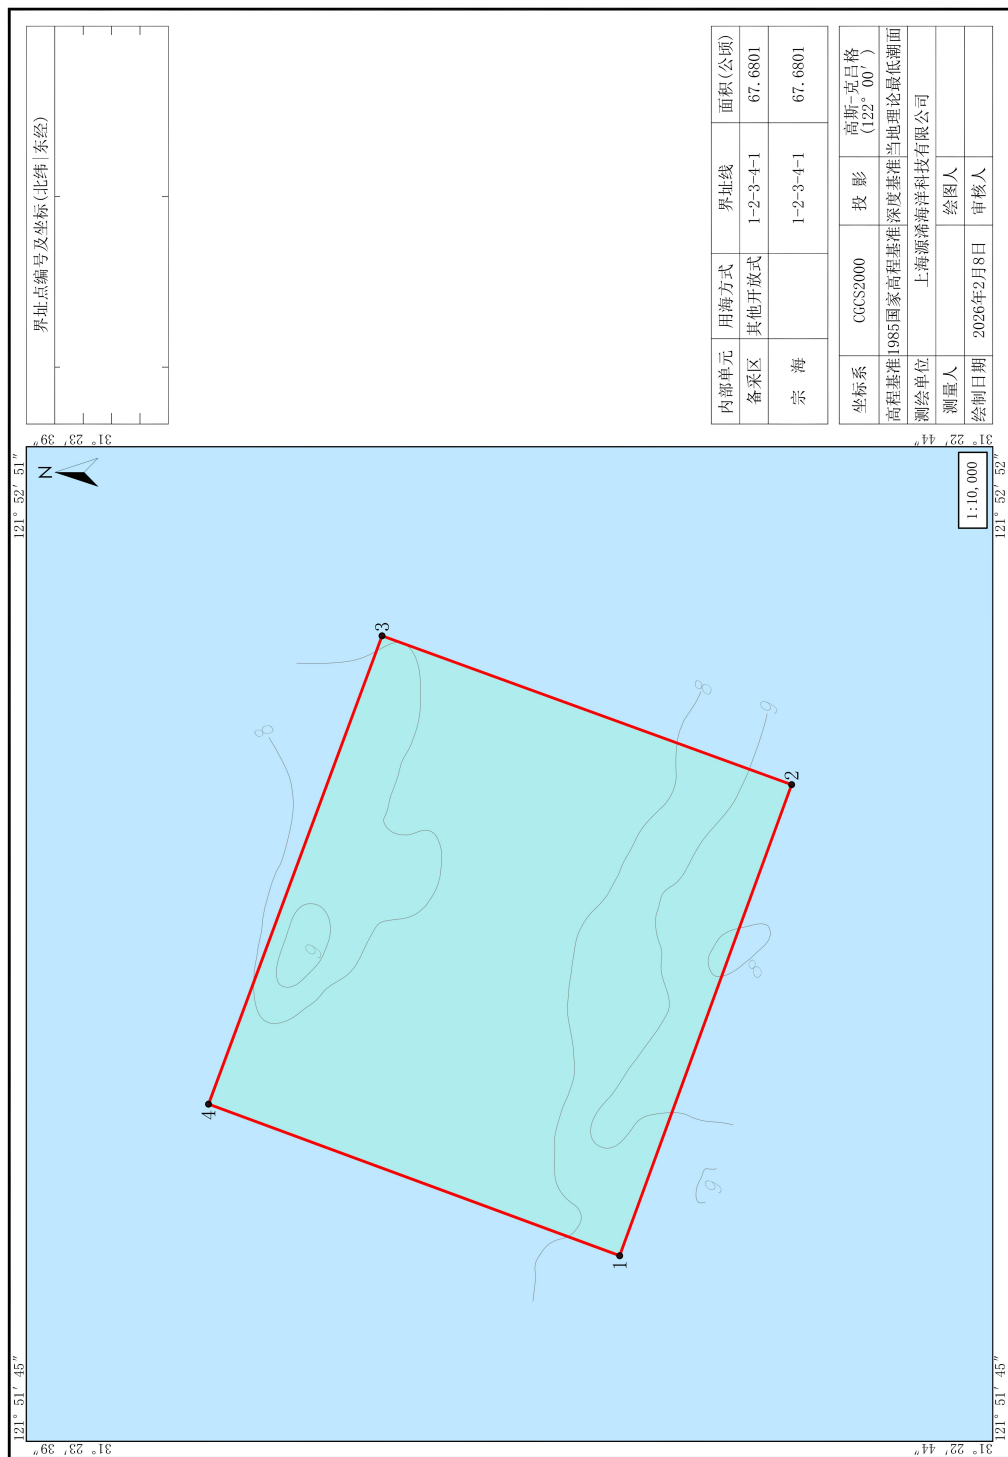 界址点编号及坐标(北纬|东经)
内部单元 用海方式 界址线 面积(公顷)
备采区 其他开放式 1-2-3-4-1 67.6801
宗 海 1-2-3-4-1 67.6801
坐标系 CGCS2000 投 影 高斯-克吕格
(122° 00′)
高程基准 1985国家高程基准 深度基准 当地理论最低潮面
测绘单位 上海源浠海洋科技有限公司
测量人 绘图人
绘制日期 2026年2月8日 审核人
121° 51′ 45″
121° 52′ 51″
31° 23′ 39″
31° 23′ 39″
N
4
3
8
9
8
9
2
8
1
9
1:10,000
31° 22′ 44″
31° 22′ 44″
121° 51′ 45″
121° 52′ 52″